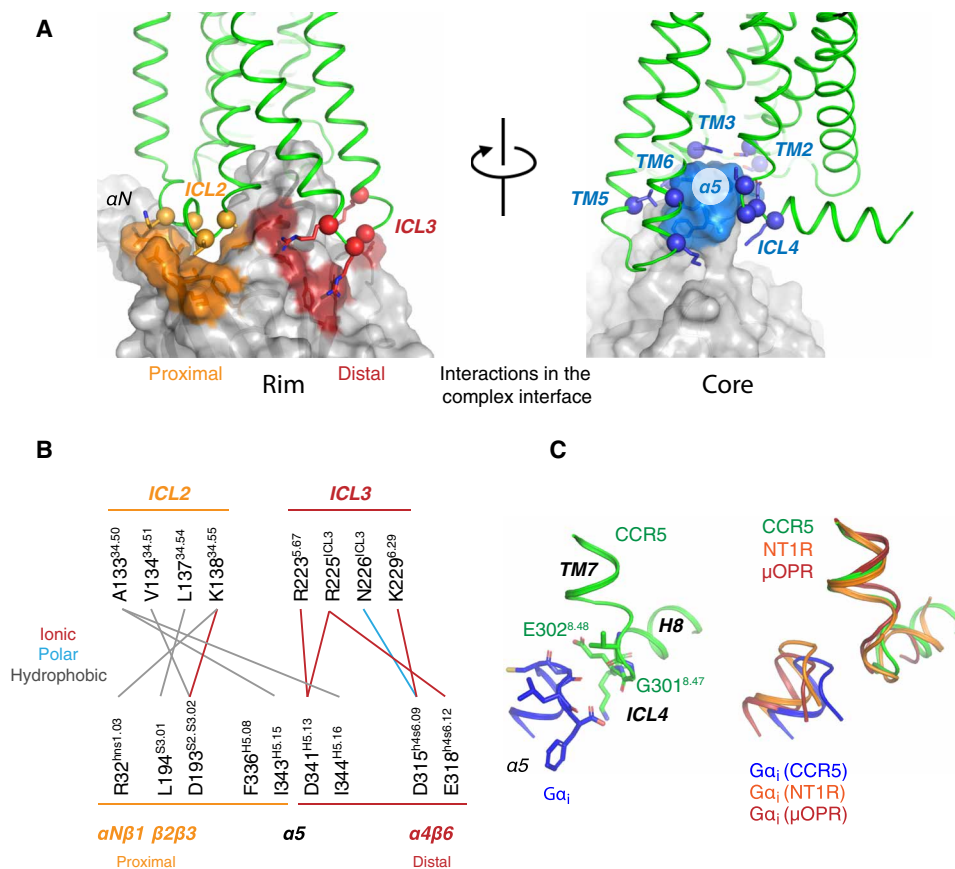 A
αN
ICL2
ICL3
Proximal
Rim
Distal
Interactions in the
complex interface
TM3
TM2
TM6
α5
TM5
ICL4
Core
B
ICL2
ICL3
A133^34.50
V134^34.51
L137^34.54
K138^34.55
R223^5.67
R225^ICL3
N226^ICL3
K229^6.29
Ionic
Polar
Hydrophobic
R32^hns1.03
L194^S3.01
D193^S2.S3.02
F336^H5.08
I343^H5.15
D341^H5.13
I344^H5.16
D315^h4s6.09
E318^h4s6.12
αNβ1 β2β3
α5
α4β6
Proximal
Distal
C
CCR5
TM7
H8
E302^8.48
G301^8.47
ICL4
α5
Gαi
CCR5
NT1R
μOPR
Gαi (CCR5)
Gαi (NT1R)
Gαi (μOPR)